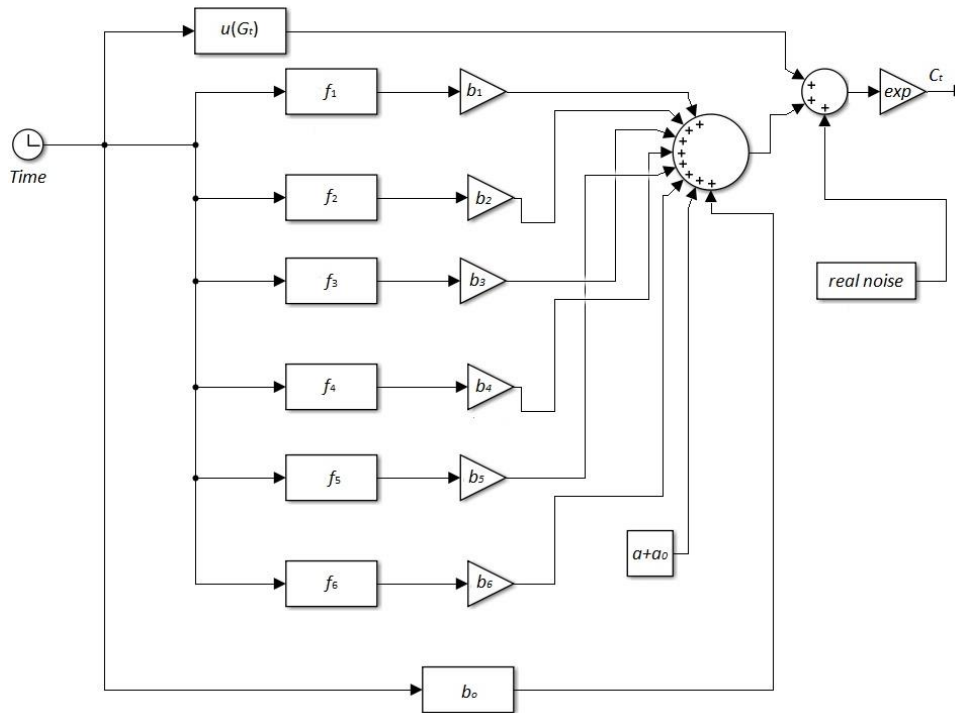 u(Gₜ)
f₁
b₁
+
+
+
exp
Cₜ
Time
+
+
+
+
+
+
+
+
f₂
b₂
f₃
b₃
real noise
f₄
b₄
f₅
b₅
a+a₀
f₆
b₆
bₒ